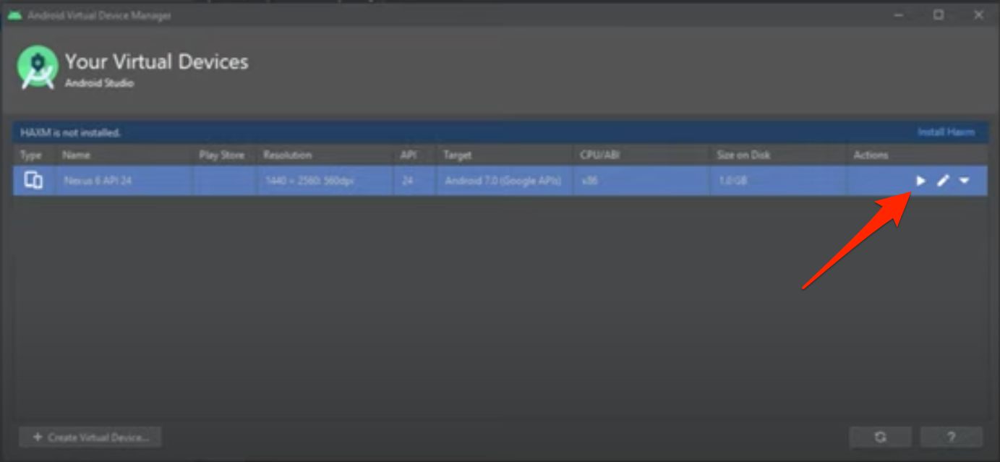 Android Virtual Device Manager
Your Virtual Devices
Android Studio
HAXM is not installed. Install Haxm
Type Name Play Store Resolution API Target CPU/ABI Size on Disk Actions
Nexus 6 API 24 1440 × 2560: 560dpi 24 Android 7.0 (Google APIs) x86 1.0 GB
+ Create Virtual Device... ?